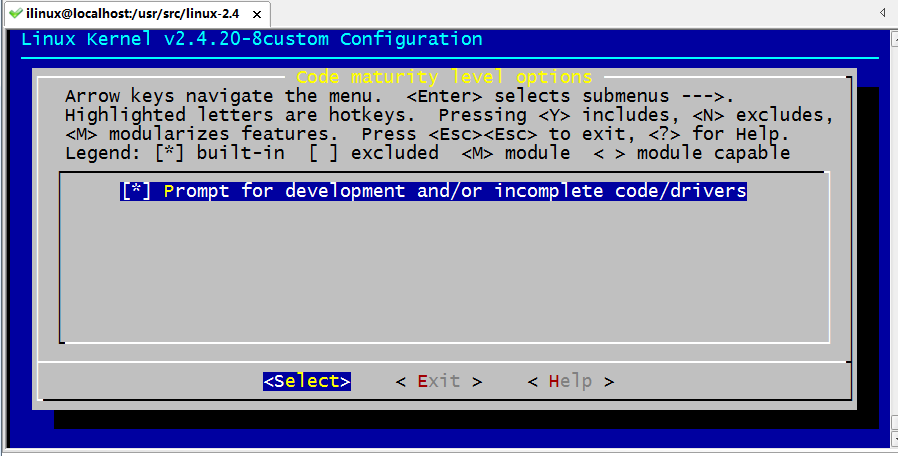 ilinux@localhost:/usr/src/linux-2.4 ×
Linux Kernel v2.4.20-8custom Configuration
Code maturity level options
Arrow keys navigate the menu. <Enter> selects submenus --->.
Highlighted letters are hotkeys. Pressing <Y> includes, <N> excludes,
<M> modularizes features. Press <Esc><Esc> to exit, <?> for Help.
Legend: [*] built-in [ ] excluded <M> module < > module capable
[*] Prompt for development and/or incomplete code/drivers
<Select> < Exit > < Help >